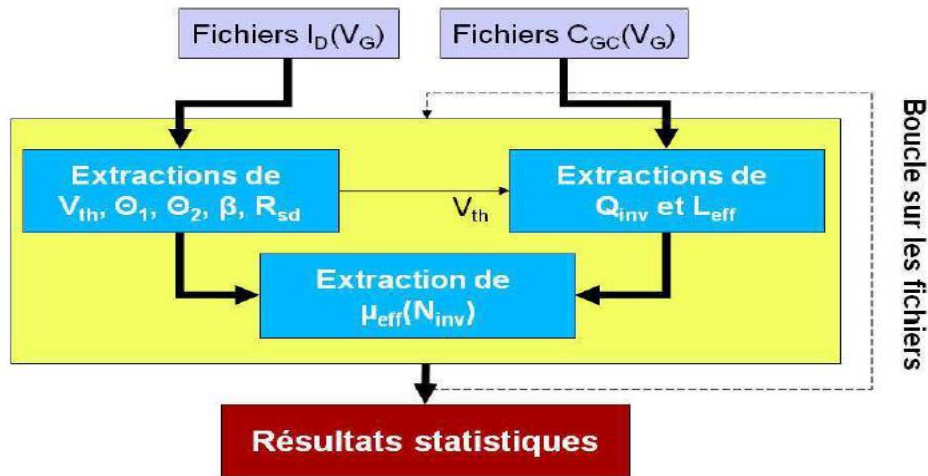 Fichiers I_D(V_G)
Fichiers C_GC(V_G)
Extractions de
V_th, Θ_1, Θ_2, β, R_sd
V_th
Extractions de
Q_inv et L_eff
Extraction de
μ_eff(N_inv)
Résultats statistiques
Boucle sur les fichiers